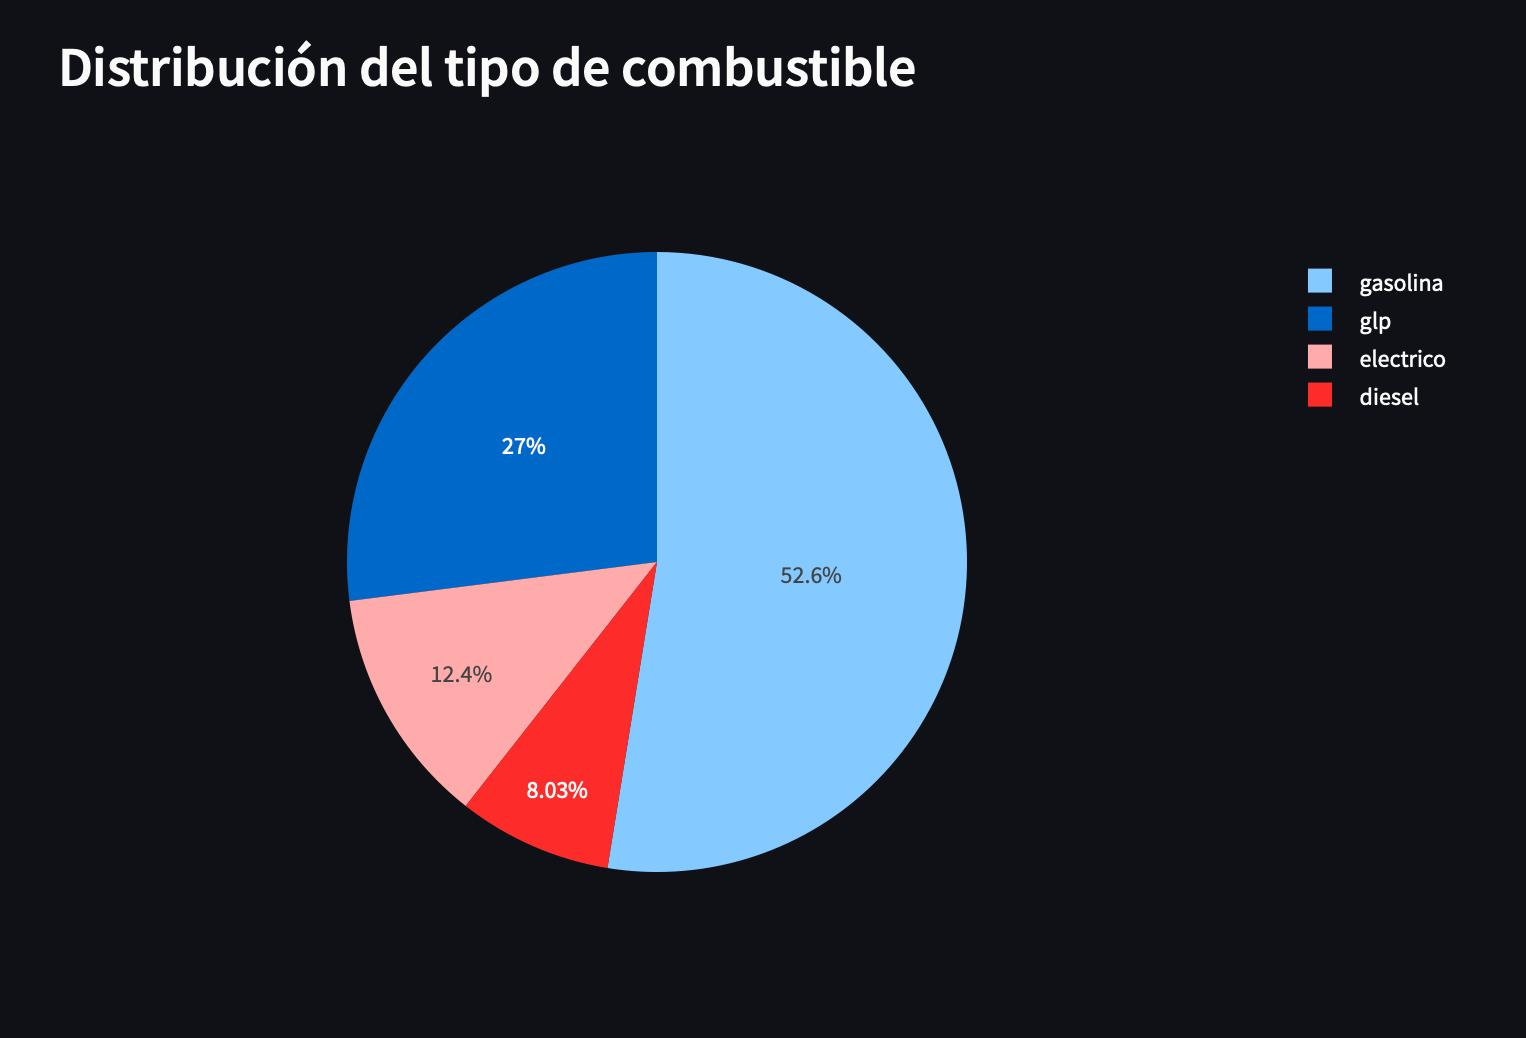 Distribución del tipo de combustible
gasolina
glp
electrico
diesel
27%
52.6%
12.4%
8.03%